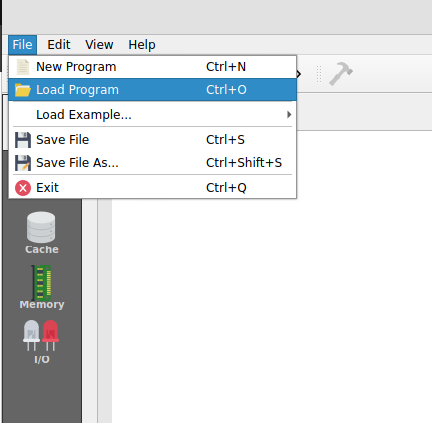 File Edit View Help
New Program Ctrl+N
Load Program Ctrl+O
Load Example...
Save File Ctrl+S
Save File As... Ctrl+Shift+S
Exit Ctrl+Q
Cache
Memory
I/O